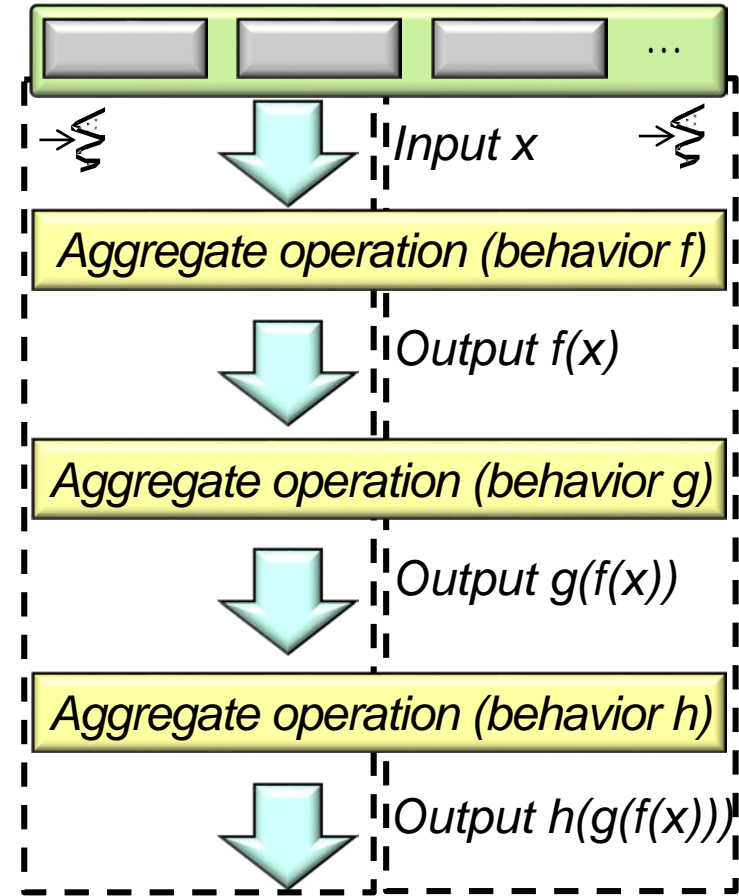 …
Input x
Aggregate operation (behavior f)
Output f(x)
Aggregate operation (behavior g)
Output g(f(x))
Aggregate operation (behavior h)
Output h(g(f(x)))